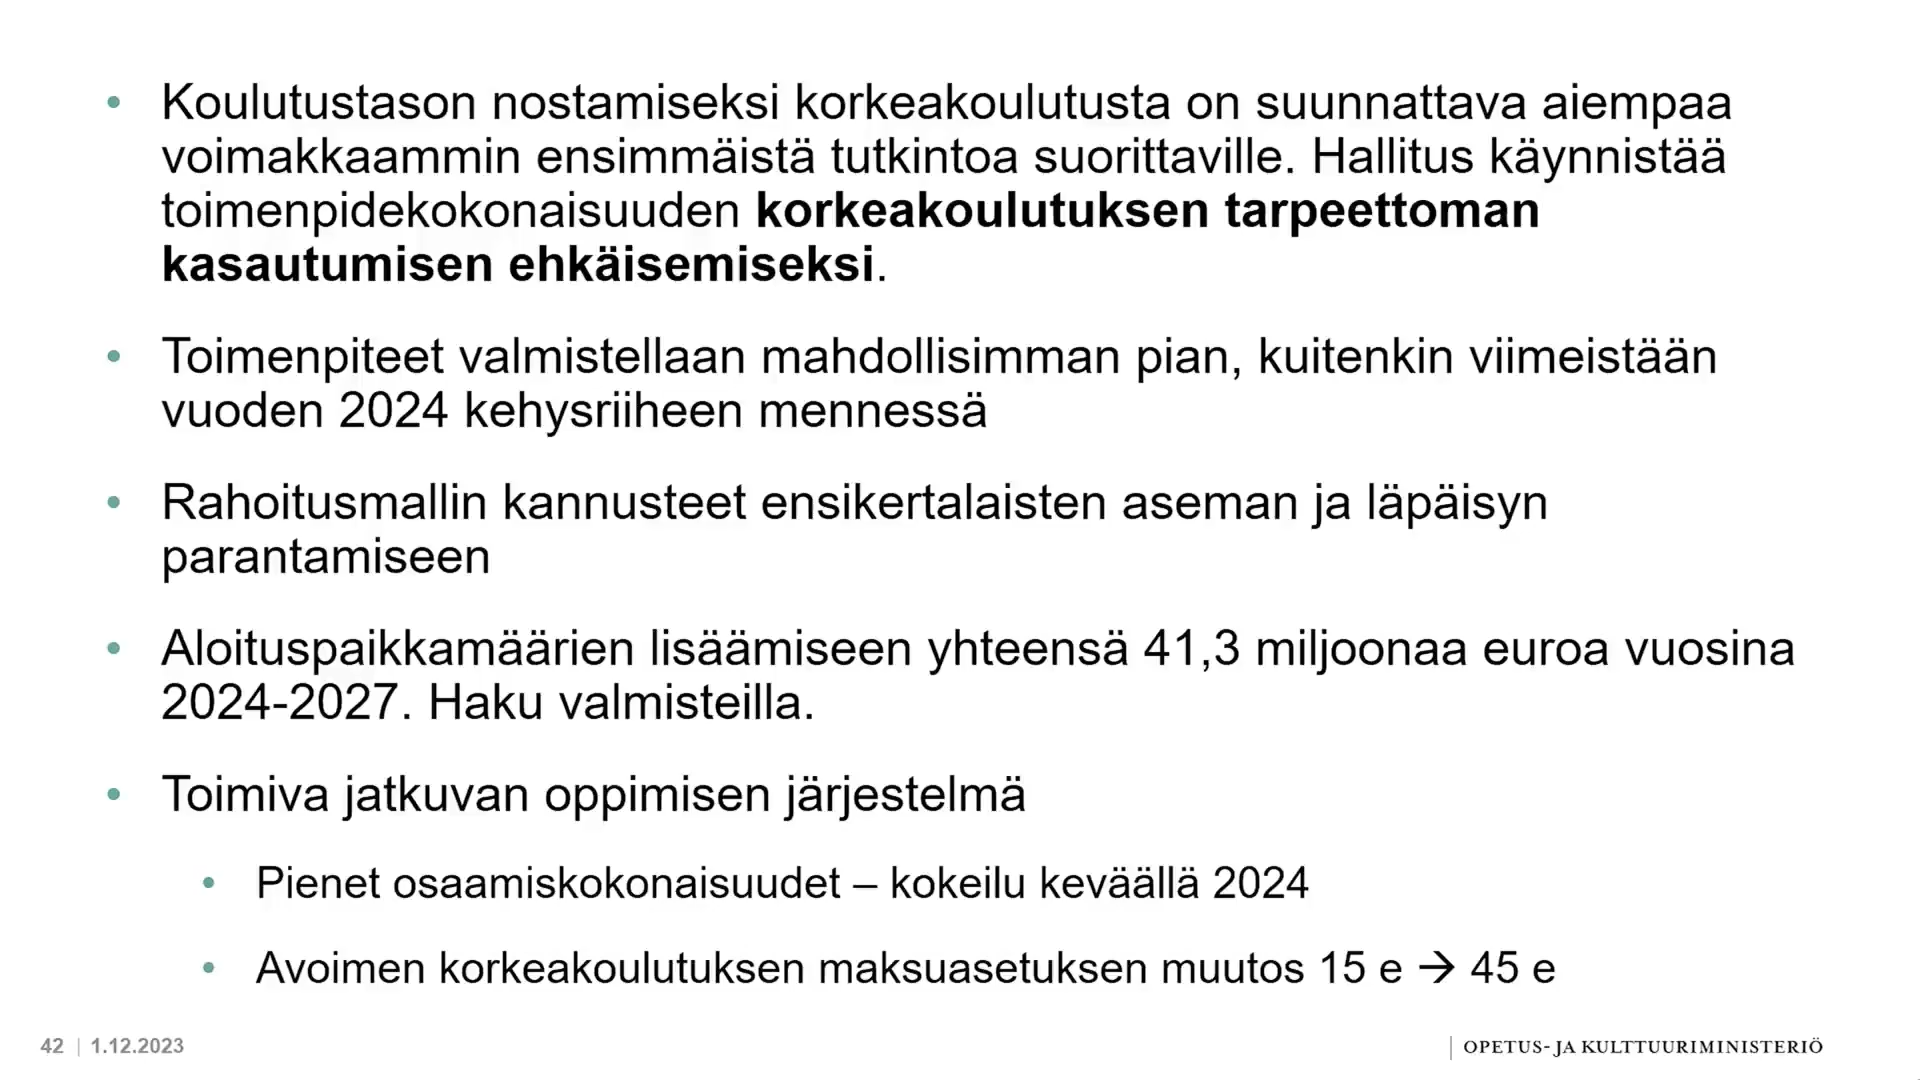 • Koulutustason nostamiseksi korkeakoulutusta on suunnattava aiempaa
voimakkaammin ensimmäistä tutkintoa suorittaville. Hallitus käynnistää
toimenpidekokonaisuuden korkeakoulutuksen tarpeettoman
kasautumisen ehkäisemiseksi.
• Toimenpiteet valmistellaan mahdollisimman pian, kuitenkin viimeistään
vuoden 2024 kehysriiheen mennessä
• Rahoitusmallin kannusteet ensikertalaisten aseman ja läpäisyn
parantamiseen
• Aloituspaikkamäärien lisäämiseen yhteensä 41,3 miljoonaa euroa vuosina
2024-2027. Haku valmisteilla.
• Toimiva jatkuvan oppimisen järjestelmä
• Pienet osaamiskokonaisuudet – kokeilu keväällä 2024
• Avoimen korkeakoulutuksen maksuasetuksen muutos 15 e → 45 e
42 | 1.12.2023
| OPETUS- JA KULTTUURIMINISTERIÖ